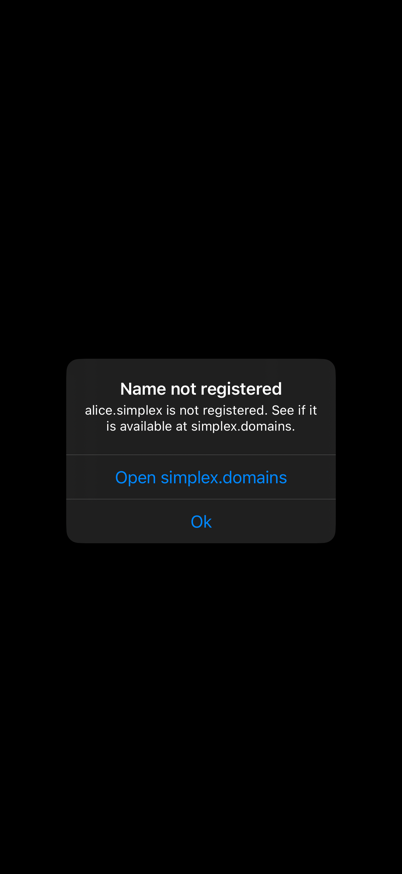 Name not registered
alice.simplex is not registered. See if it
is available at simplex.domains.
Open simplex.domains
Ok